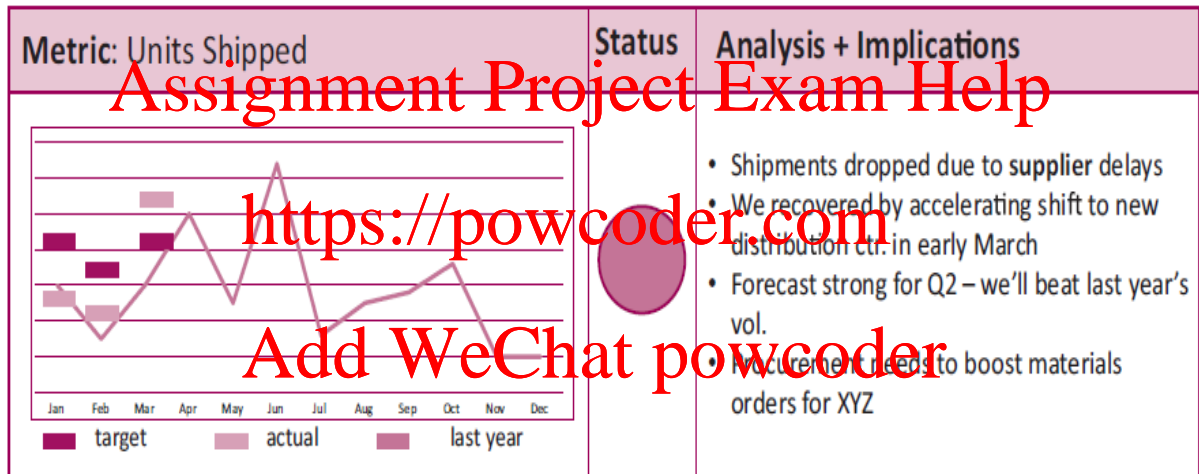 Metric: Units Shipped
Status
Analysis + Implications
Assignment Project Exam Help
• Shipments dropped due to supplier delays
• We recovered by accelerating shift to new
distribution ctr. in early March
https://powcoder.com
• Forecast strong for Q2 – we'll beat last year's
vol.
• Procurement needs to boost materials
orders for XYZ
Add WeChat powcoder
Jan Feb Mar Apr May Jun Jul Aug Sep Oct Nov Dec
target actual last year